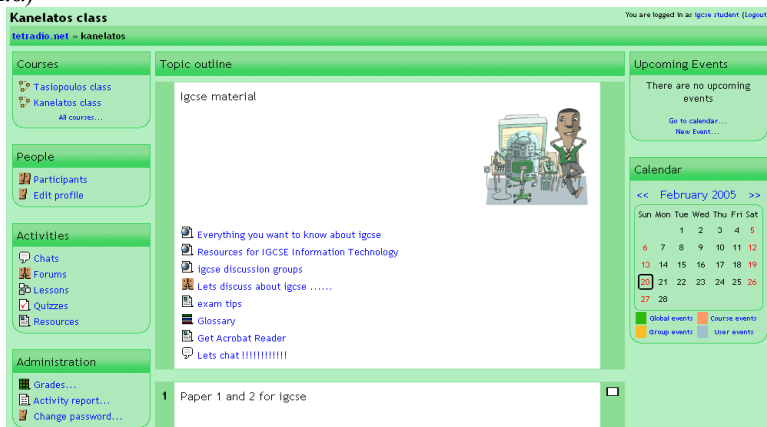 Kanelatos class
You are logged in as igcse student (Logout
tetradio.net » kanelatos
Courses
Tasiopoulos class
Kanelatos class
All courses...
People
Participants
Edit profile
Activities
Chats
Forums
Lessons
Quizzes
Resources
Administration
Grades...
Activity report...
Change password...
Topic outline
Igcse material
Everything you want to know about igcse
Resources for IGCSE Information Technology
igcse discussion groups
Lets discuss about igcse ......
exam tips
Glossary
Get Acrobat Reader
Lets chat !!!!!!!!!!!!
1 Paper 1 and 2 for igcse
Upcoming Events
There are no upcoming
events
Go to calendar...
New Event...
Calendar
<< February 2005 >>
Sun Mon Tue Wed Thu Fri Sat
1 2 3 4 5
6 7 8 9 10 11 12
13 14 15 16 17 18 19
20 21 22 23 24 25 26
27 28
Global events Course events
Group events User events